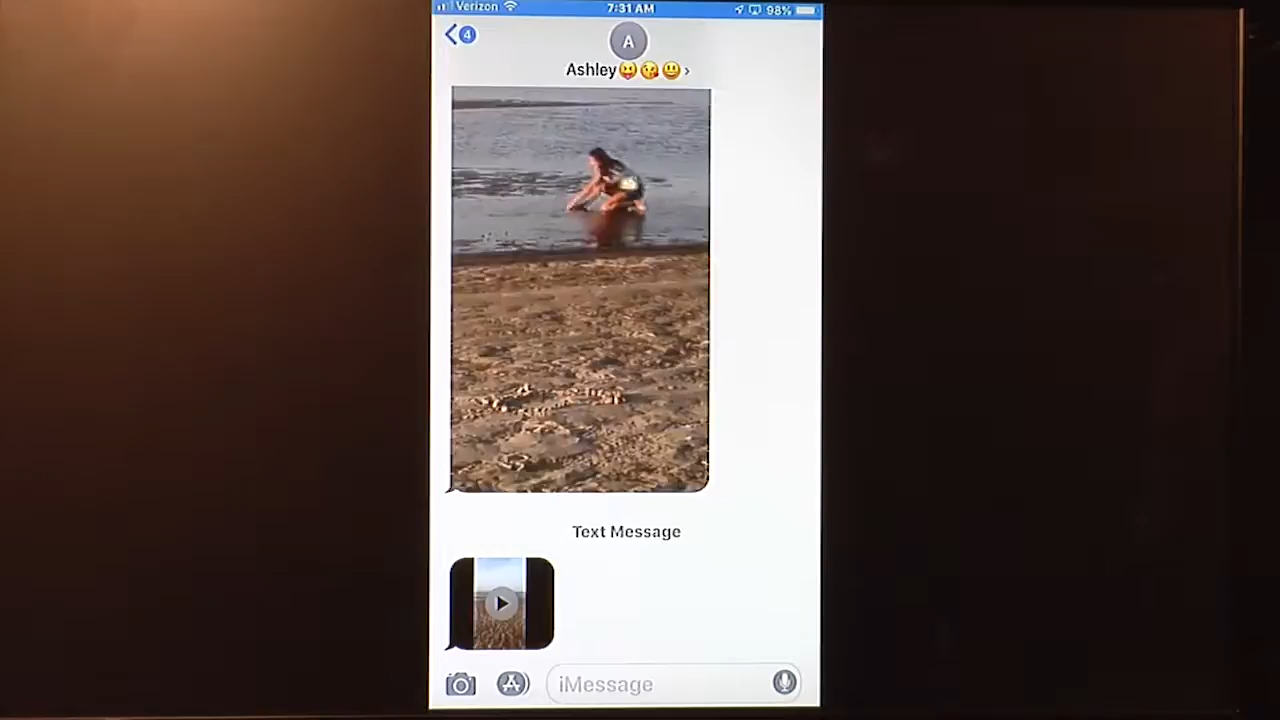 Verizon 7:31 AM 98%
4
A
Ashley😝😘😃 ›
Text Message
iMessage